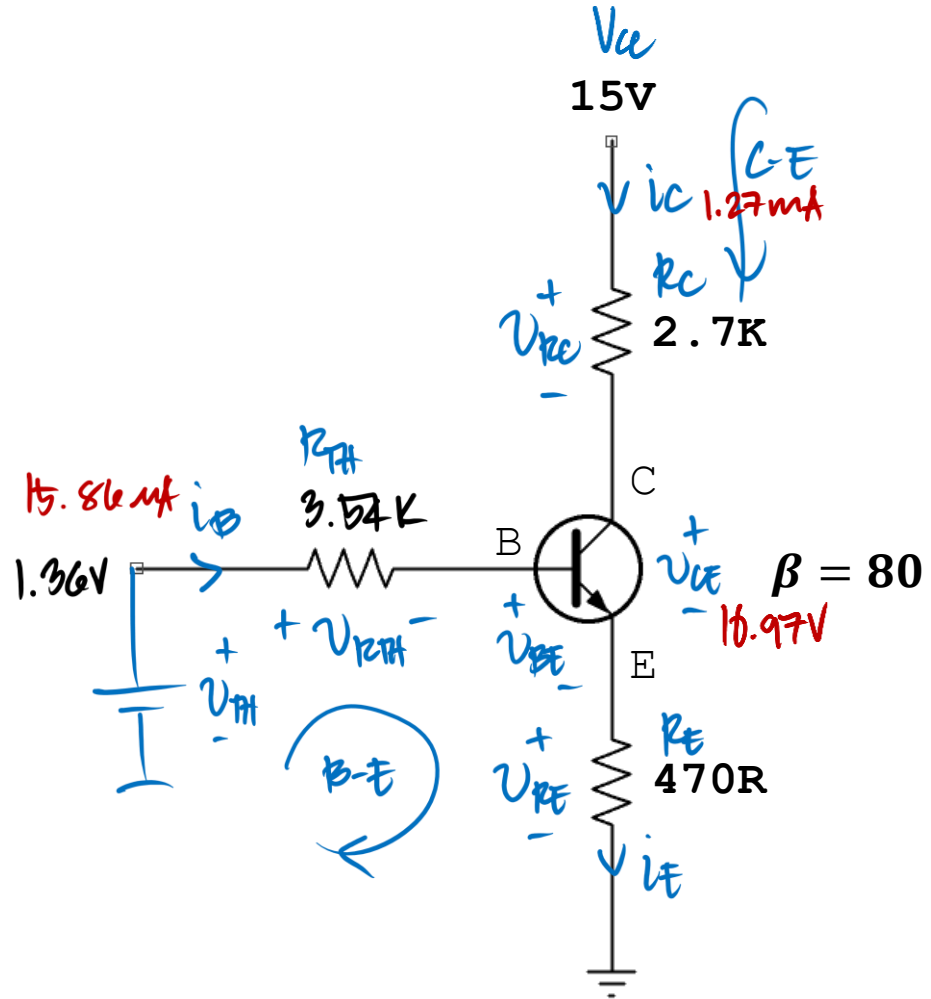 Vcc
15V
C-E
iC 1.27mA
RC
2.7K
+
VRC
-
RTH
3.54K
15.86μA iB
1.36V
C
B
+
VCE
-
10.97V
β = 80
+ VRTH -
+
VBE
-
E
+
VTH
-
B-E
RE
470R
+
VRE
-
iE